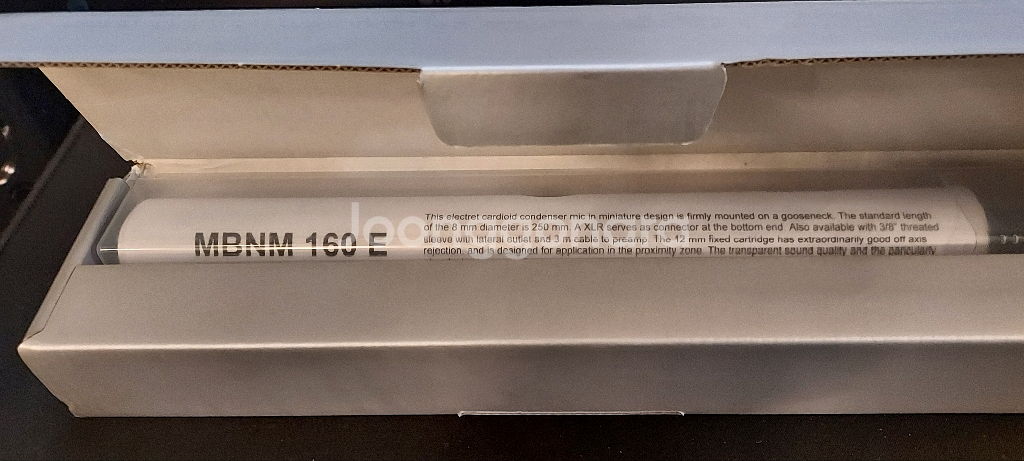 MBNM 160 E
This electret cardioid condenser mic in miniature design is firmly mounted on a gooseneck. The standard length
of the 8 mm diameter is 250 mm. A XLR serves as connector at the bottom end. Also available with 3/8" threated
sleeve with lateral outlet and 3 m cable to preamp. The 12 mm fixed cartridge has extraordinarily good off axis
rejection, and is designed for application in the proximity zone. The transparent sound quality and the particularly